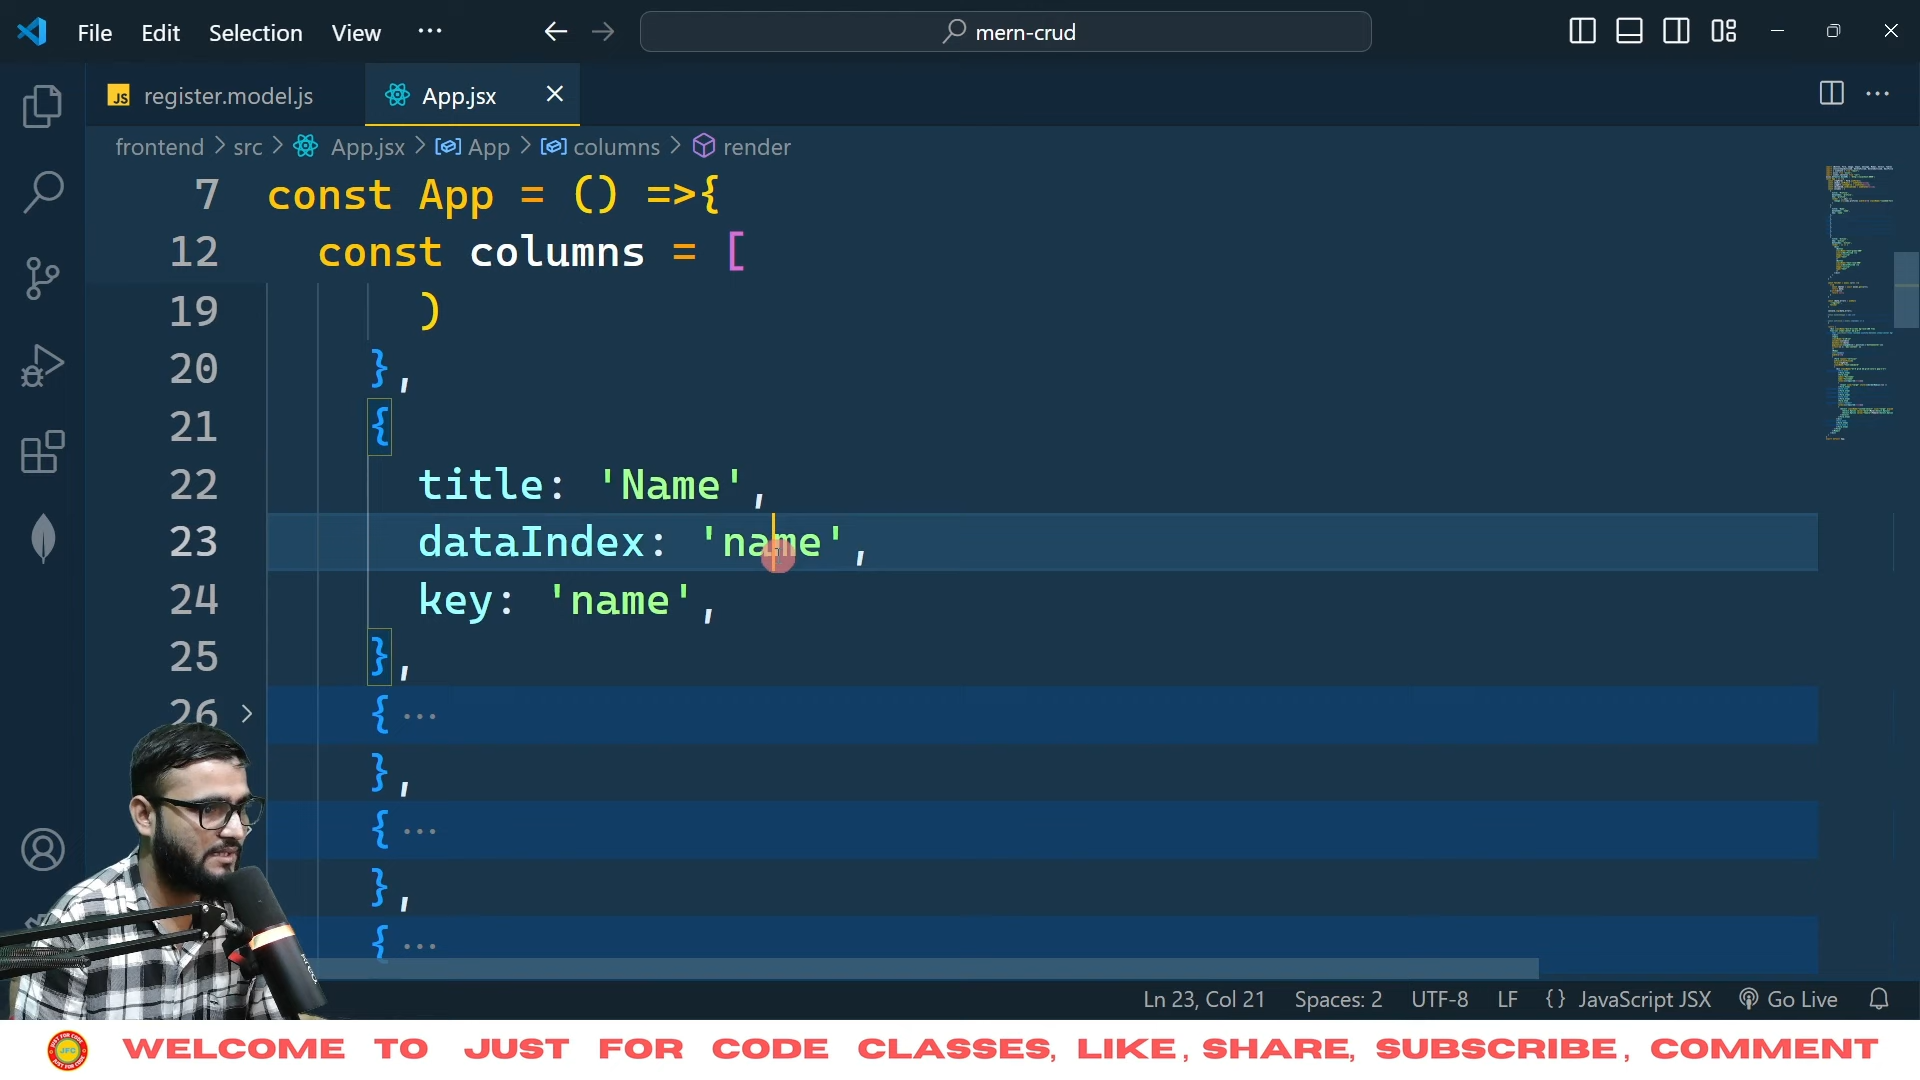 File Edit Selection View ··· mern-crud
JS register.model.js App.jsx
frontend > src > App.jsx > App > columns > render
7 const App = () =>{
12 const columns = [
19 )
20 },
21 {
22 title: 'Name',
23 dataIndex: 'name',
24 key: 'name',
25 },
26 > { ···
},
{ ···
},
{ ···
Ln 23, Col 21 Spaces: 2 UTF-8 LF {} JavaScript JSX Go Live
WELCOME TO JUST FOR CODE CLASSES, LIKE, SHARE, SUBSCRIBE, COMMENT